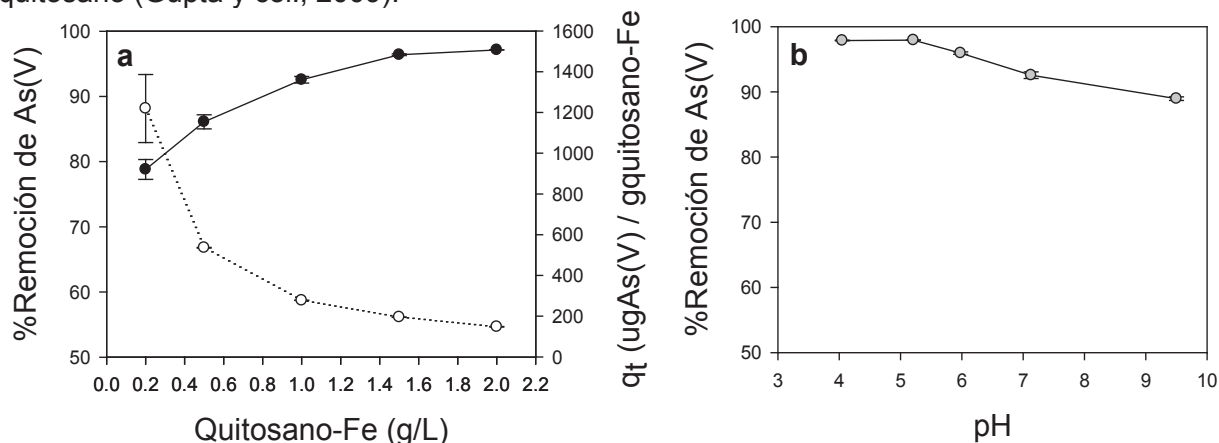 quitosano (Gupta y coll, 2009).
a
100
90
80
70
60
50
%Remoción de As(V)
1600
1400
1200
1000
800
600
400
200
0
qt (ugAs(V) / gquitosano-Fe
0.0 0.2 0.4 0.6 0.8 1.0 1.2 1.4 1.6 1.8 2.0 2.2
Quitosano-Fe (g/L)
b
100
90
80
70
60
50
%Remoción de As(V)
3 4 5 6 7 8 9 10
pH